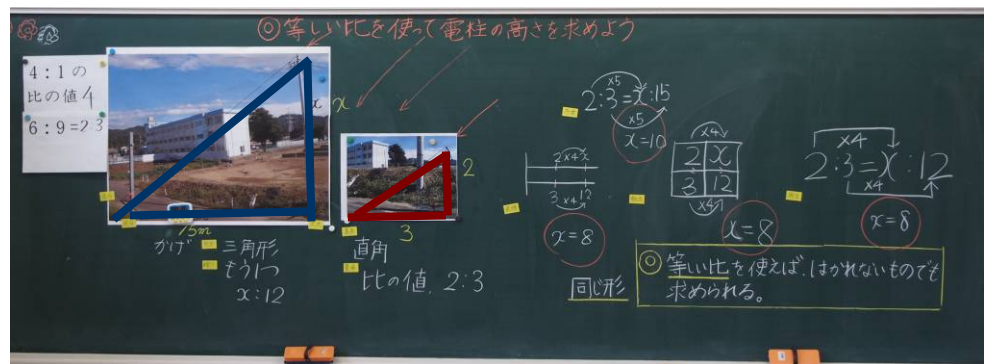 ◎等しい比を使って電柱の高さを求めよう
4:1の
比の値4
6:9=2:3
x
x
15m
かげ
三角形
もう1つ
x:12
2
3
直角
比の値、2:3
×5
2:3=x:15
×5
x=10
2×4x
3×4 12
x=8
同じ形
×4
2 x
3 12
×4
x=8
×4
2:3=x:12
×4
x=8
◎等しい比を使えば、はかれないものでも
求められる。